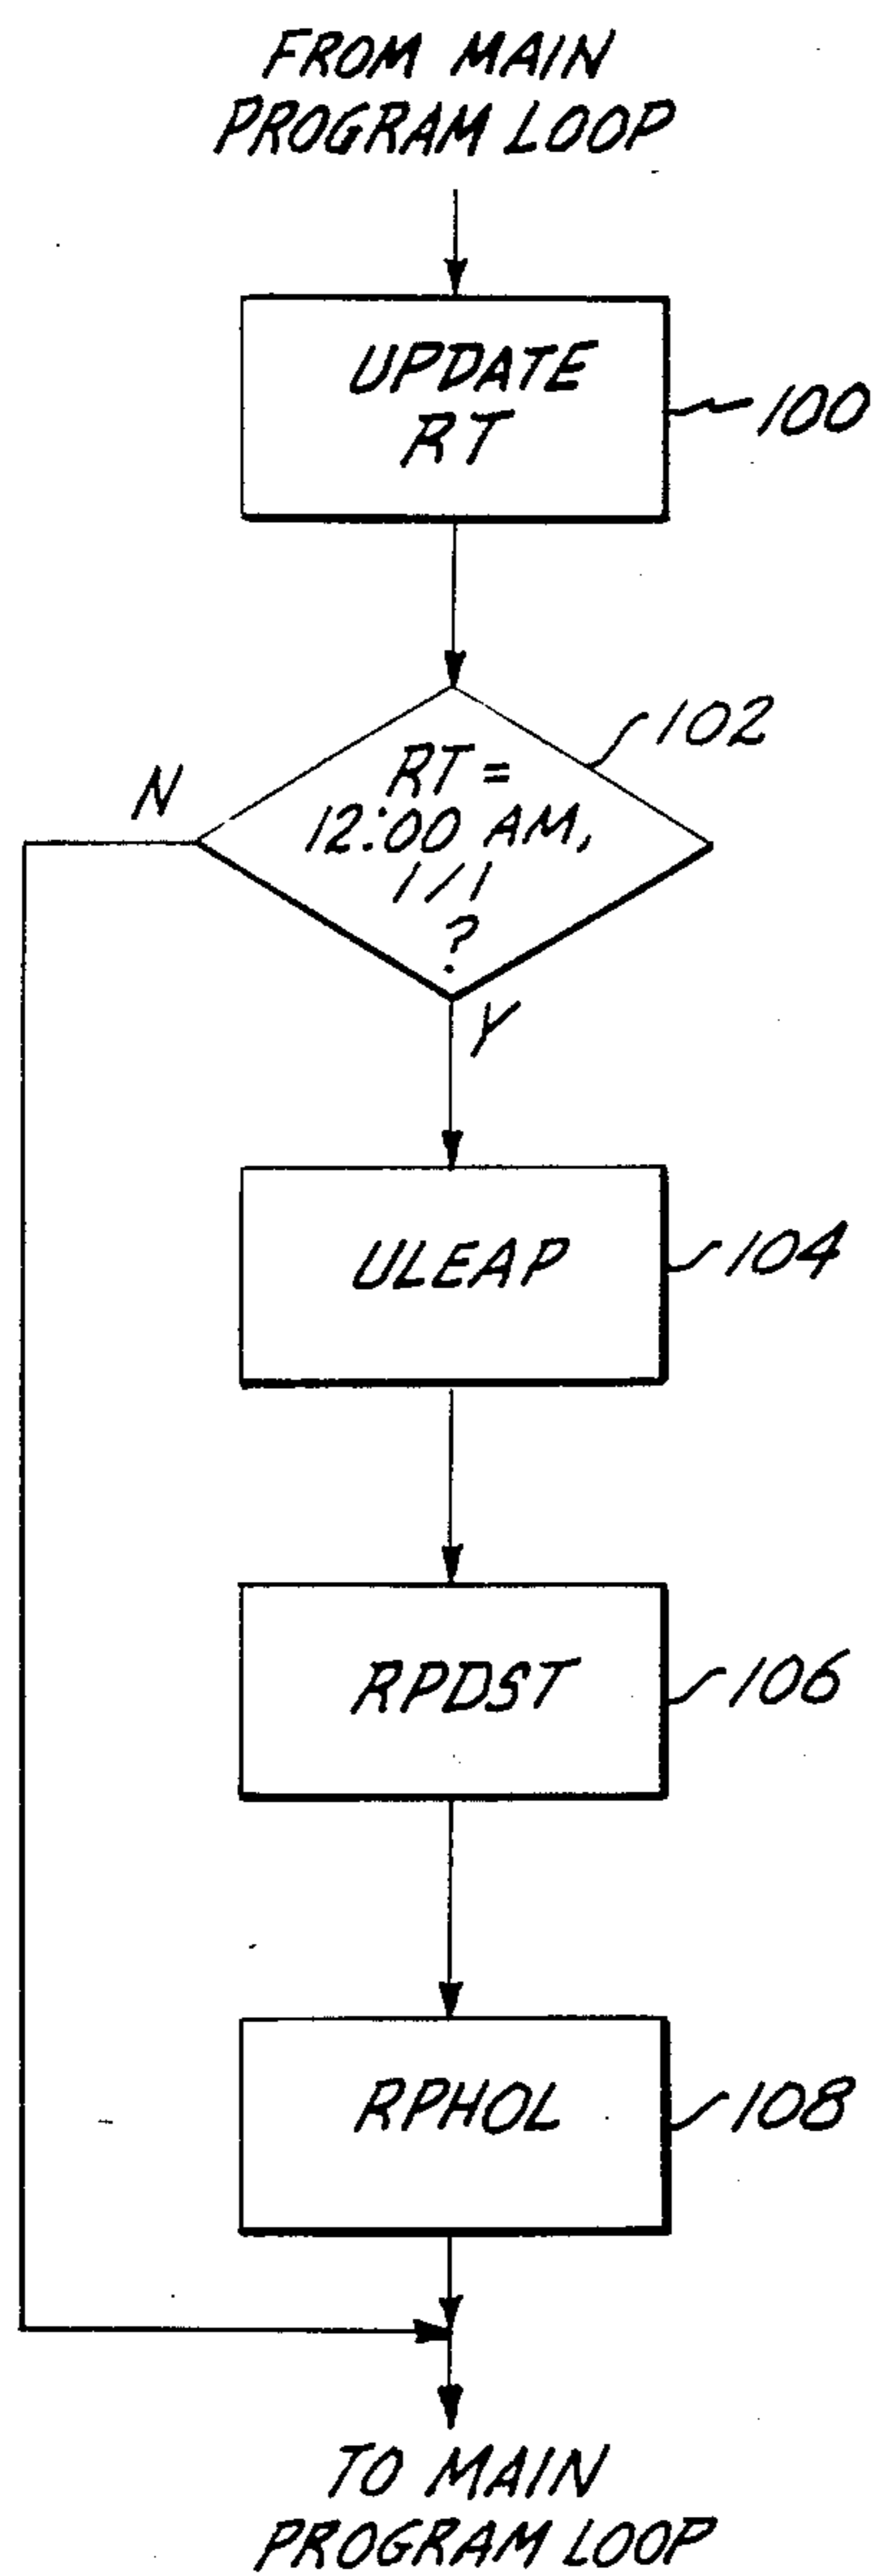 FROM MAIN
PROGRAM LOOP
UPDATE
RT
100
102
RT =
12:00 AM,
1/1
?
N
Y
ULEAP
104
RPDST
106
RPHOL
108
TO MAIN
PROGRAM LOOP